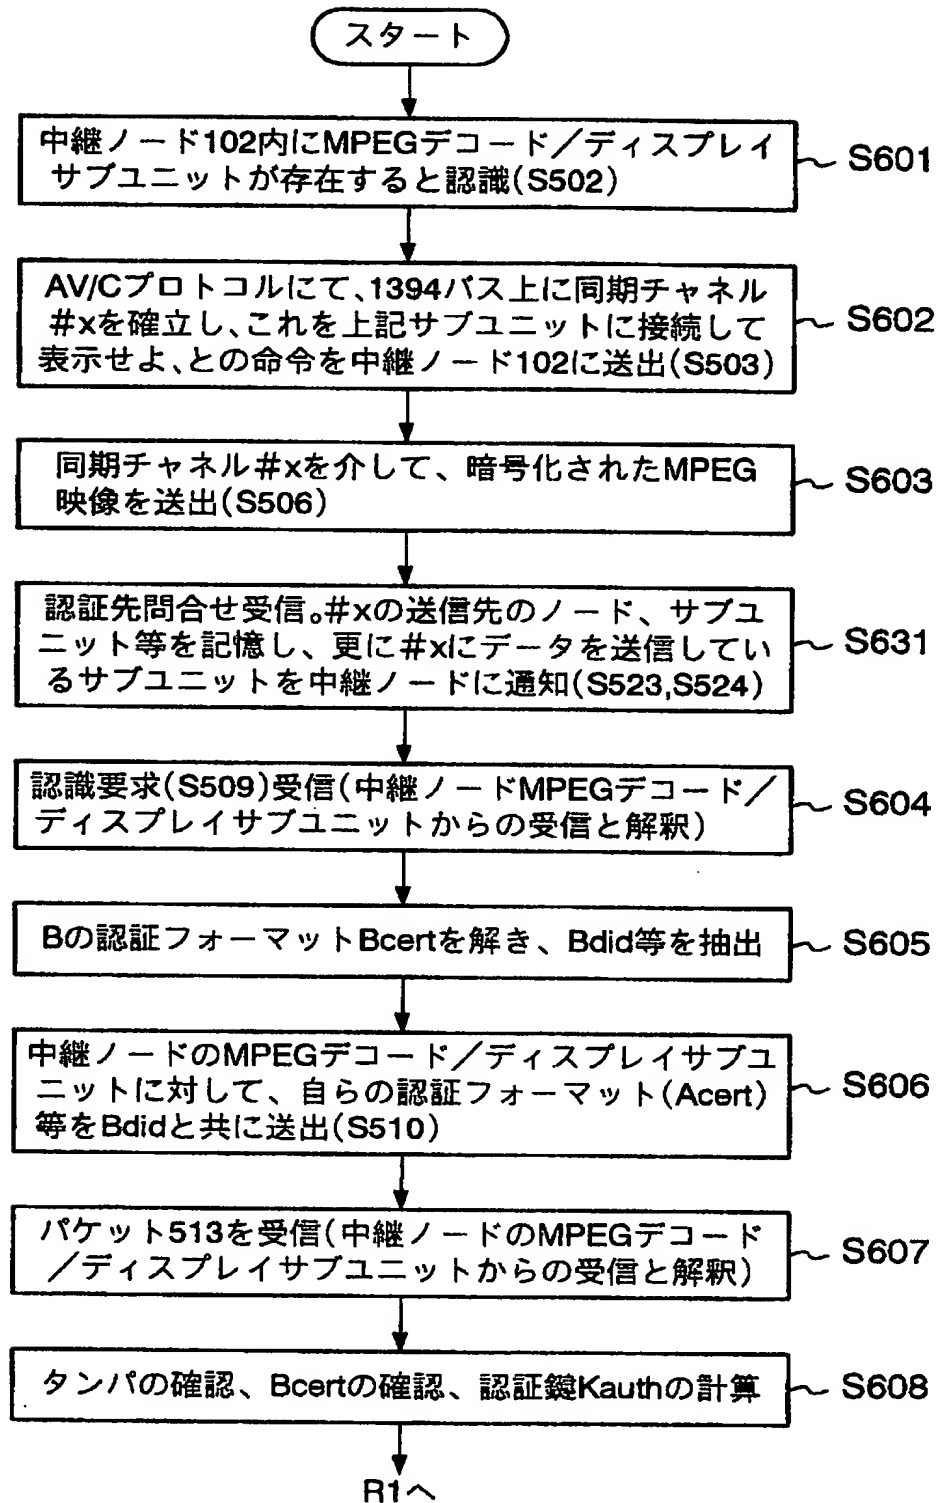 スタート
中継ノード102内にMPEGデコード／ディスプレイ
サブユニットが存在すると認識(S502)
S601
AV/Cプロトコルにて、1394バス上に同期チャネル
#xを確立し、これを上記サブユニットに接続して
表示せよ、との命令を中継ノード102に送出(S503)
S602
同期チャネル#xを介して、暗号化されたMPEG
映像を送出(S506)
S603
認証先問合せ受信。#xの送信先のノード、サブユ
ニット等を記憶し、更に#xにデータを送信してい
るサブユニットを中継ノードに通知(S523,S524)
S631
認識要求(S509)受信(中継ノードMPEGデコード／
ディスプレイサブユニットからの受信と解釈)
S604
Bの認証フォーマットBcertを解き、Bdid等を抽出
S605
中継ノードのMPEGデコード／ディスプレイサブユ
ニットに対して、自らの認証フォーマット(Acert)
等をBdidと共に送出(S510)
S606
パケット513を受信(中継ノードのMPEGデコード
／ディスプレイサブユニットからの受信と解釈)
S607
タンパの確認、Bcertの確認、認証鍵Kauthの計算
S608
R1へ